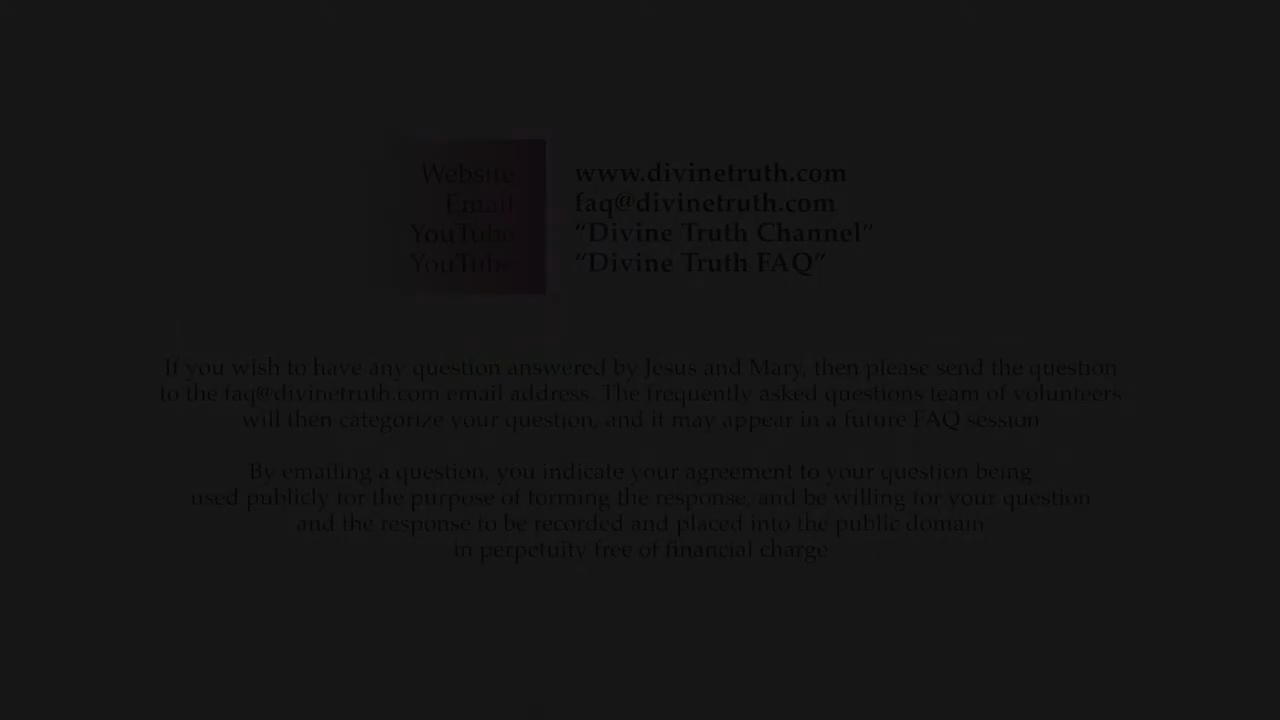 Website www.divinetruth.com
Email faq@divinetruth.com
YouTube “Divine Truth Channel”
YouTube “Divine Truth FAQ”
If you wish to have any question answered by Jesus and Mary, then please send the question
to the faq@divinetruth.com email address. The frequently asked questions team of volunteers
will then categorize your question, and it may appear in a future FAQ session
By emailing a question, you indicate your agreement to your question being
used publicly for the purpose of forming the response, and be willing for your question
and the response to be recorded and placed into the public domain
in perpetuity free of financial charge